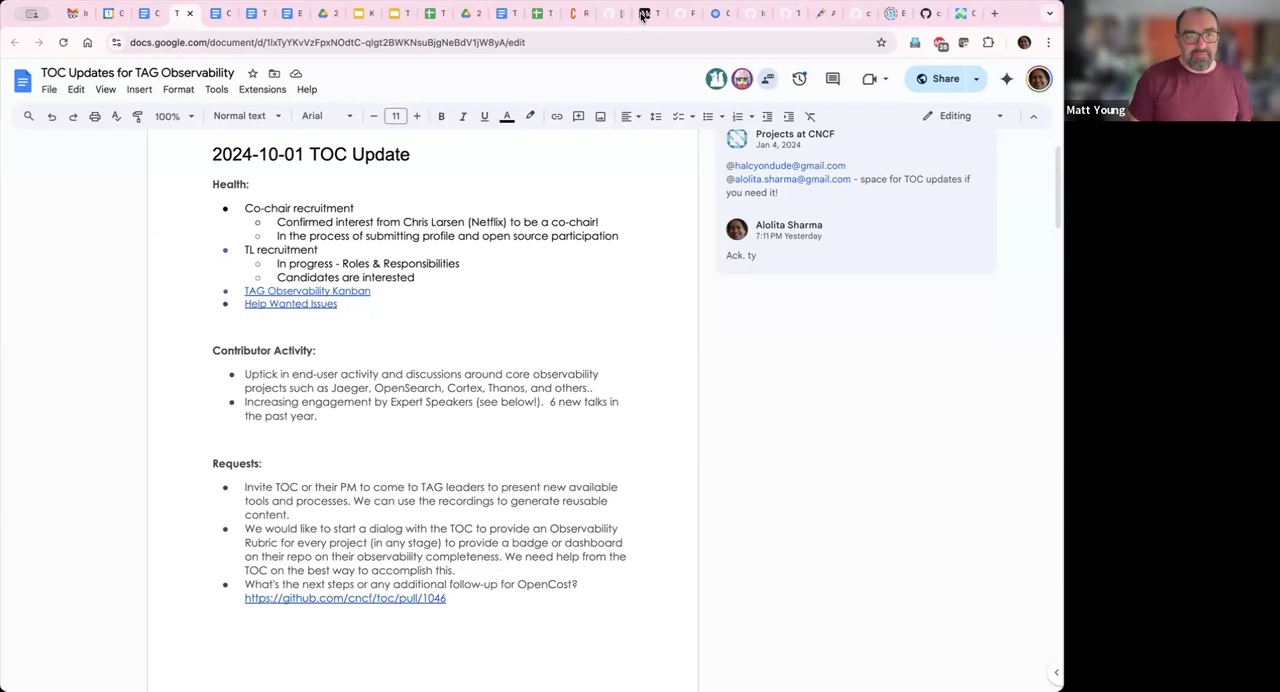 docs.google.com/document/d/1lxTyYKvVzFpxNOdtC-qlgt2BWKNsuBjgNeBdV1jW8yA/edit
26
TOC Updates for TAG Observability
File Edit View Insert Format Tools Extensions Help
Share
100% Normal text Arial 11 B I U A Editing
2024-10-01 TOC Update
Health:
Co-chair recruitment
Confirmed interest from Chris Larsen (Netflix) to be a co-chair!
In the process of submitting profile and open source participation
TL recruitment
In progress - Roles & Responsibilities
Candidates are interested
TAG Observability Kanban
Help Wanted Issues
Contributor Activity:
Uptick in end-user activity and discussions around core observability
projects such as Jaeger, OpenSearch, Cortex, Thanos, and others..
Increasing engagement by Expert Speakers (see below!). 6 new talks in
the past year.
Requests:
Invite TOC or their PM to come to TAG leaders to present new available
tools and processes. We can use the recordings to generate reusable
content.
We would like to start a dialog with the TOC to provide an Observability
Rubric for every project (in any stage) to provide a badge or dashboard
on their repo on their observability completeness. We need help from the
TOC on the best way to accomplish this.
What's the next steps or any additional follow-up for OpenCost?
https://github.com/cncf/toc/pull/1046
Projects at CNCF
Jan 4, 2024
@halcyondude@gmail.com
@alolita.sharma@gmail.com - space for TOC updates if
you need it!
Alolita Sharma
7:11 PM Yesterday
Ack. ty
Matt Young